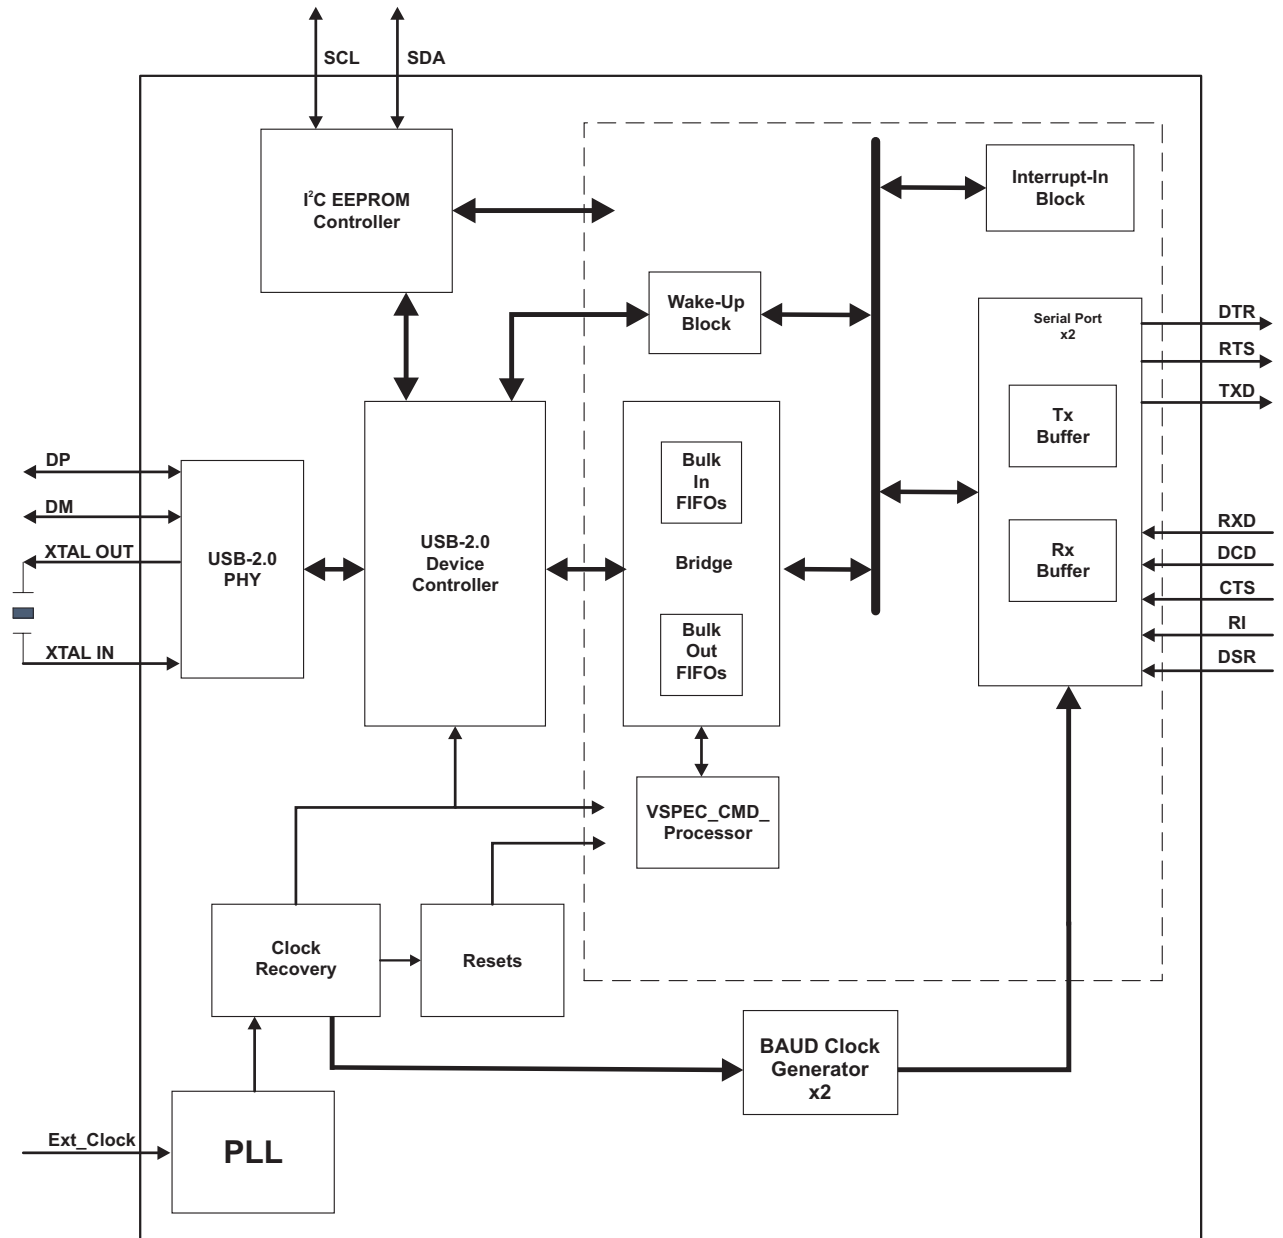 SCL
SDA
I²C EEPROM
Controller
Interrupt-In
Block
Wake-Up
Block
Serial Port
x2
DTR
RTS
TXD
Tx
Buffer
DP
DM
XTAL OUT
XTAL IN
USB-2.0
PHY
USB-2.0
Device
Controller
Bulk
In
FIFOs
Bridge
Bulk
Out
FIFOs
Rx
Buffer
RXD
DCD
CTS
RI
DSR
VSPEC_CMD_
Processor
Clock
Recovery
Resets
BAUD Clock
Generator
x2
Ext_Clock
PLL